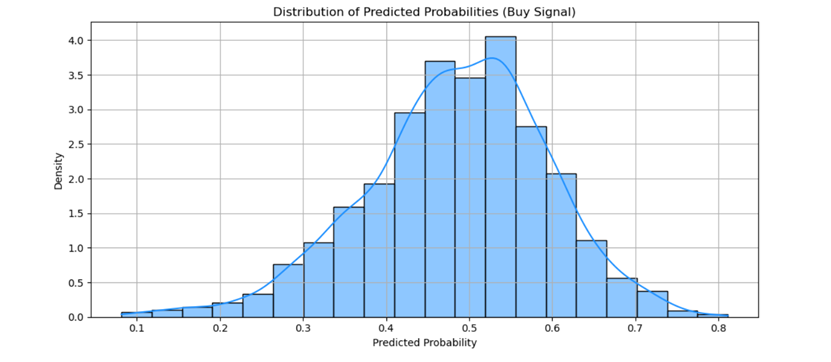 Distribution of Predicted Probabilities (Buy Signal)
4.0
3.5
3.0
2.5
2.0
1.5
1.0
0.5
0.0
Density
0.1 0.2 0.3 0.4 0.5 0.6 0.7 0.8
Predicted Probability